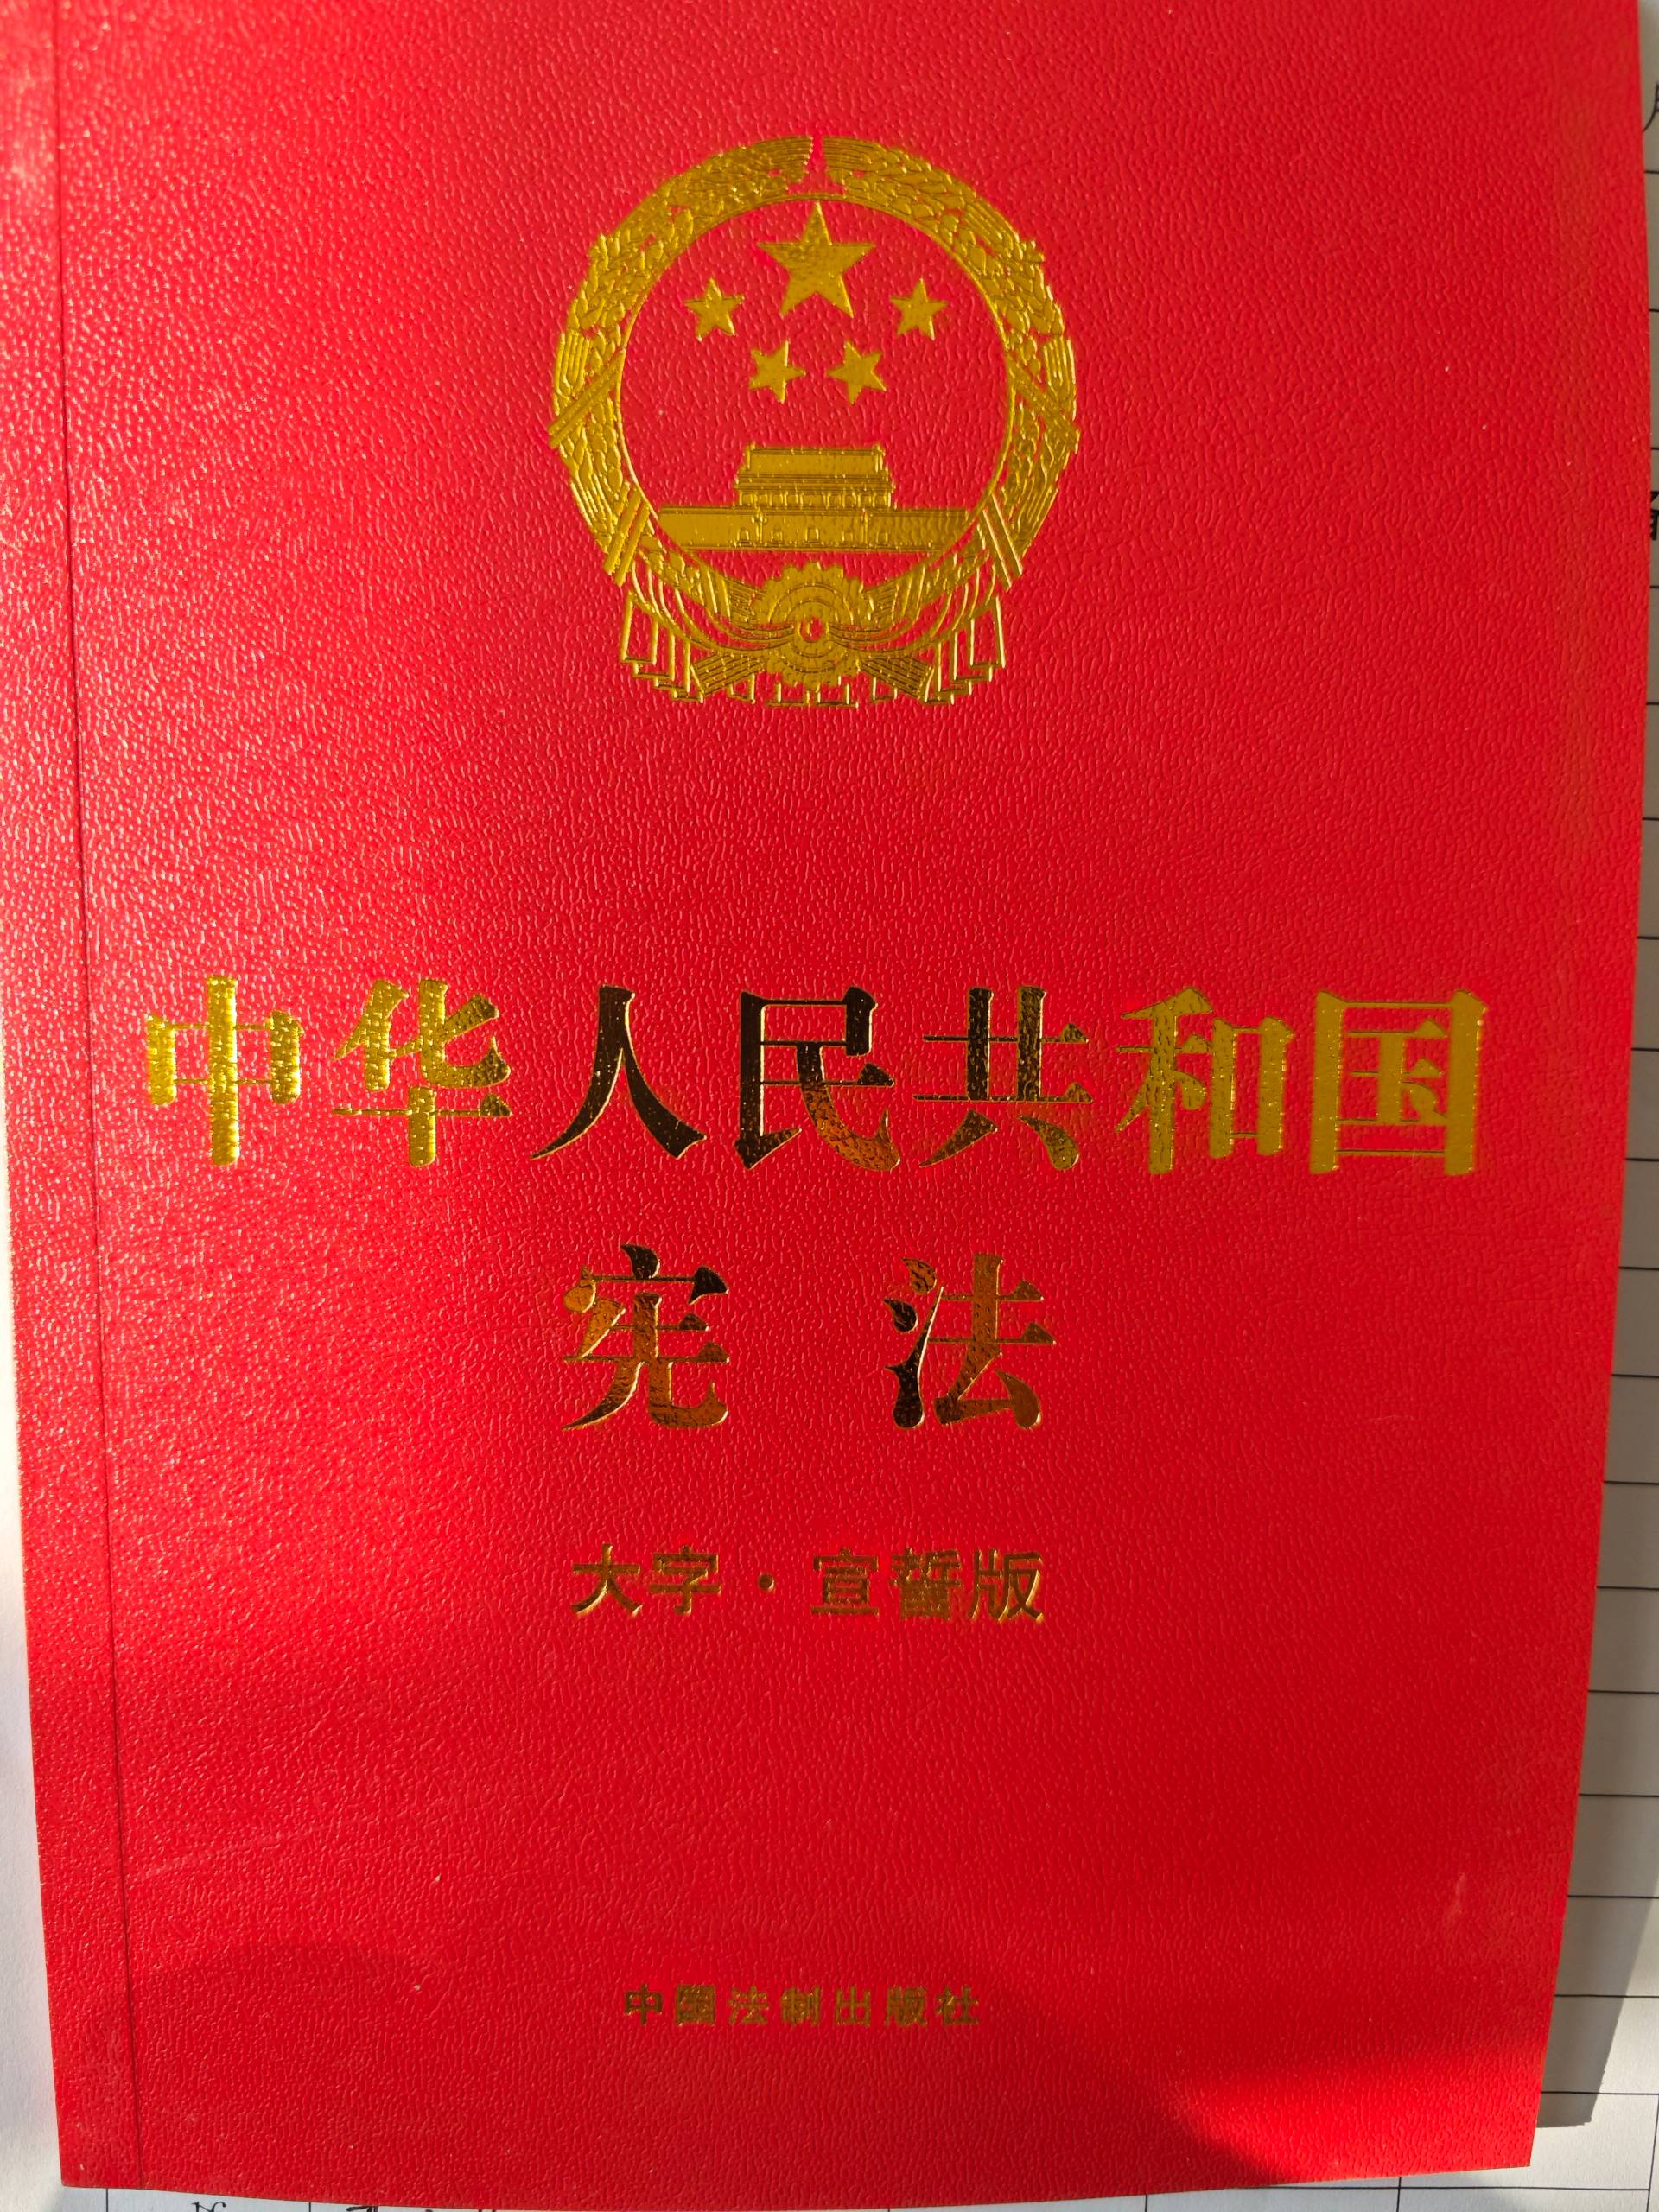 中华人民共和国
宪 法
大字·宣誓版
中国法制出版社